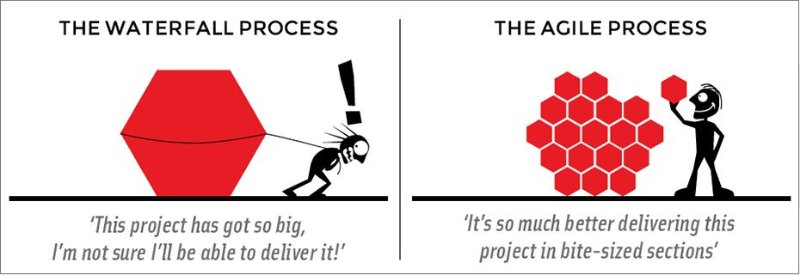 THE WATERFALL PROCESS
!
‘This project has got so big,
I’m not sure I’ll be able to deliver it!’
THE AGILE PROCESS
‘It’s so much better delivering this
project in bite-sized sections’